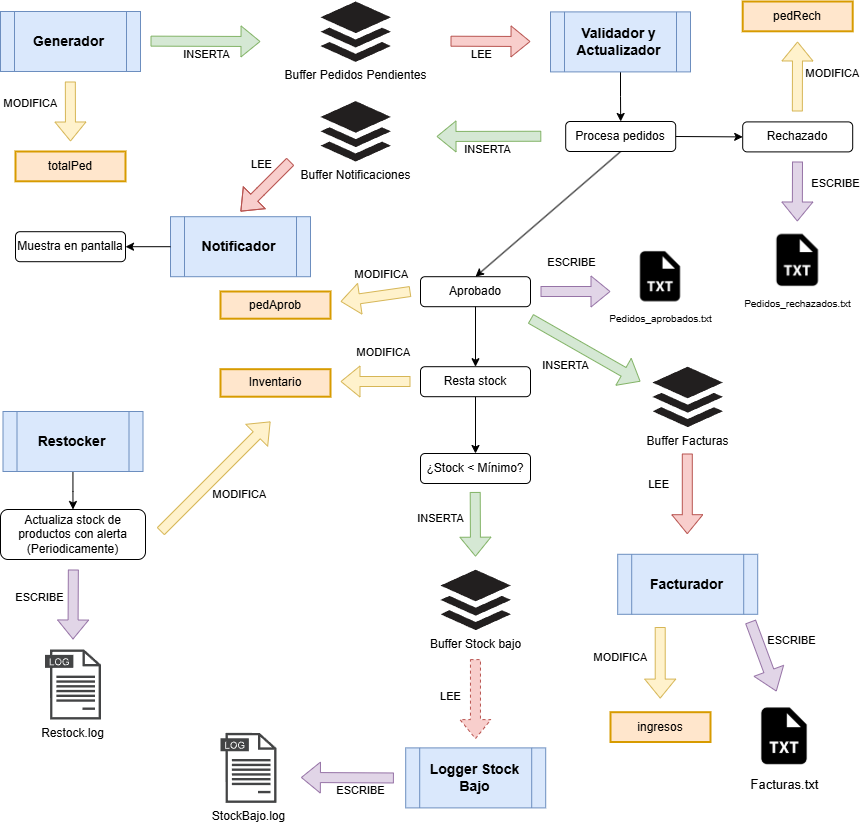 Generador
INSERTA
Buffer Pedidos Pendientes
LEE
Validador y
Actualizador
pedRech
MODIFICA
MODIFICA
totalPed
Buffer Notificaciones
INSERTA
Procesa pedidos
Rechazado
LEE
ESCRIBE
Notificador
Muestra en pantalla
MODIFICA
pedAprob
Aprobado
ESCRIBE
TXT
Pedidos_aprobados.txt
TXT
Pedidos_rechazados.txt
INSERTA
MODIFICA
Inventario
Resta stock
Buffer Facturas
Restocker
¿Stock < Mínimo?
LEE
MODIFICA
Actualiza stock de
productos con alerta
(Periodicamente)
INSERTA
ESCRIBE
Facturador
Buffer Stock bajo
LOG
Restock.log
LEE
MODIFICA
ESCRIBE
ingresos
TXT
Facturas.txt
Logger Stock
Bajo
ESCRIBE
LOG
StockBajo.log